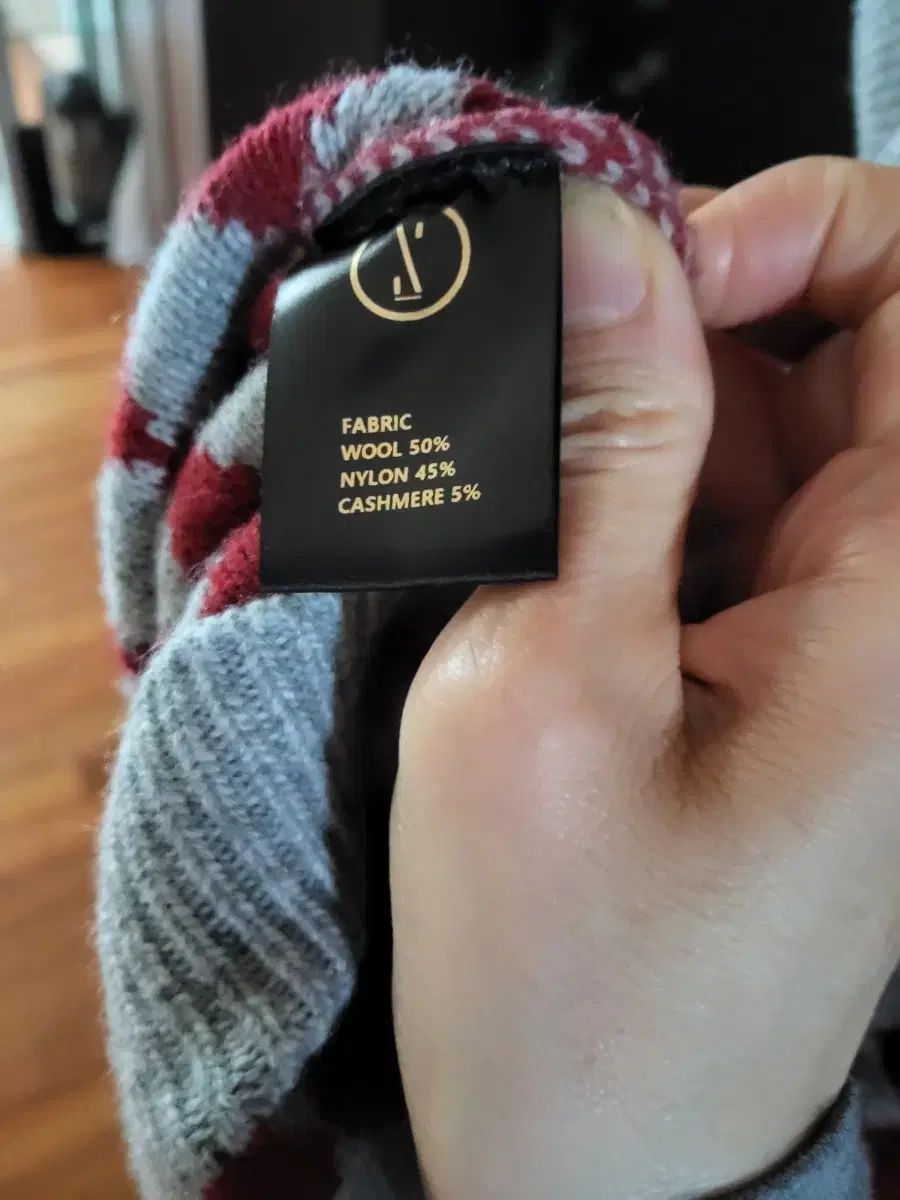 FABRIC
WOOL 50%
NYLON 45%
CASHMERE 5%